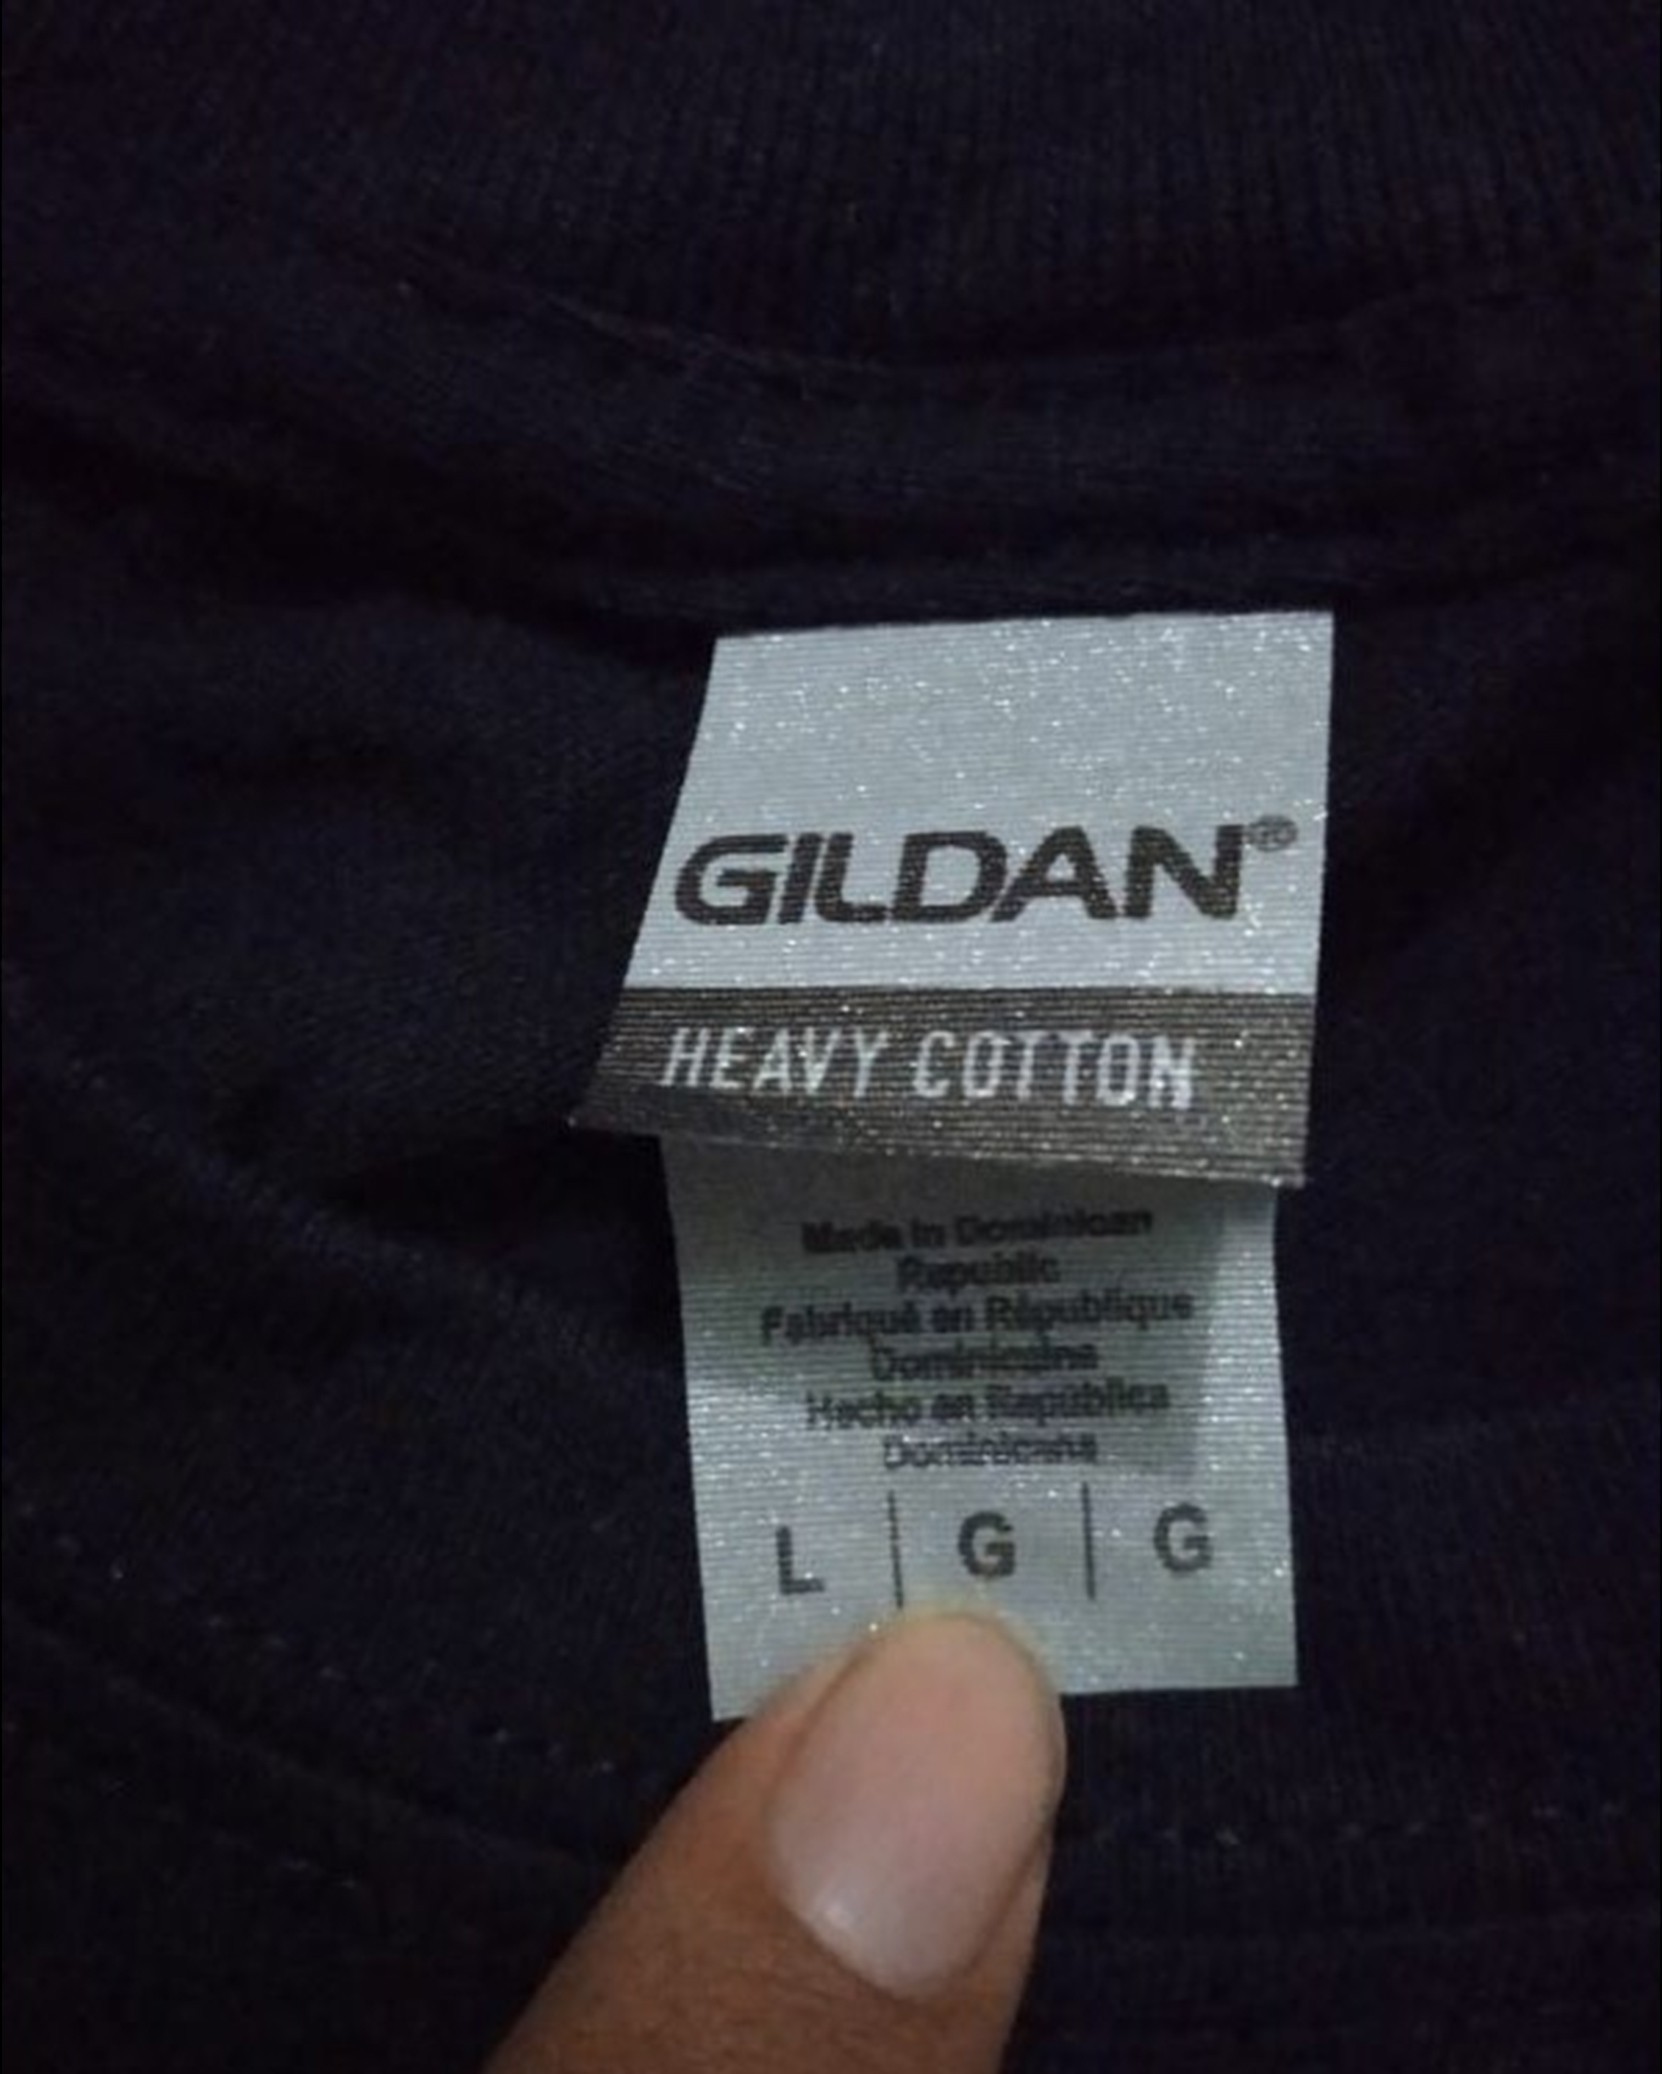 GILDAN®
HEAVY COTTON
Made in Dominican
Republic
Fabriqué en République
Dominicaine
Hecho en República
Dominicana
L | G | G